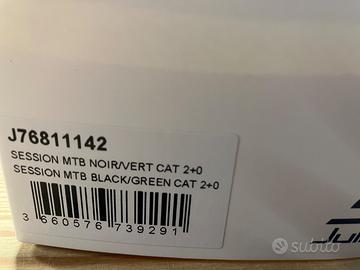 J76811142
SESSION MTB NOIR/VERT CAT 2+0
SESSION MTB BLACK/GREEN CAT 2+0
3 660576 739291
subito